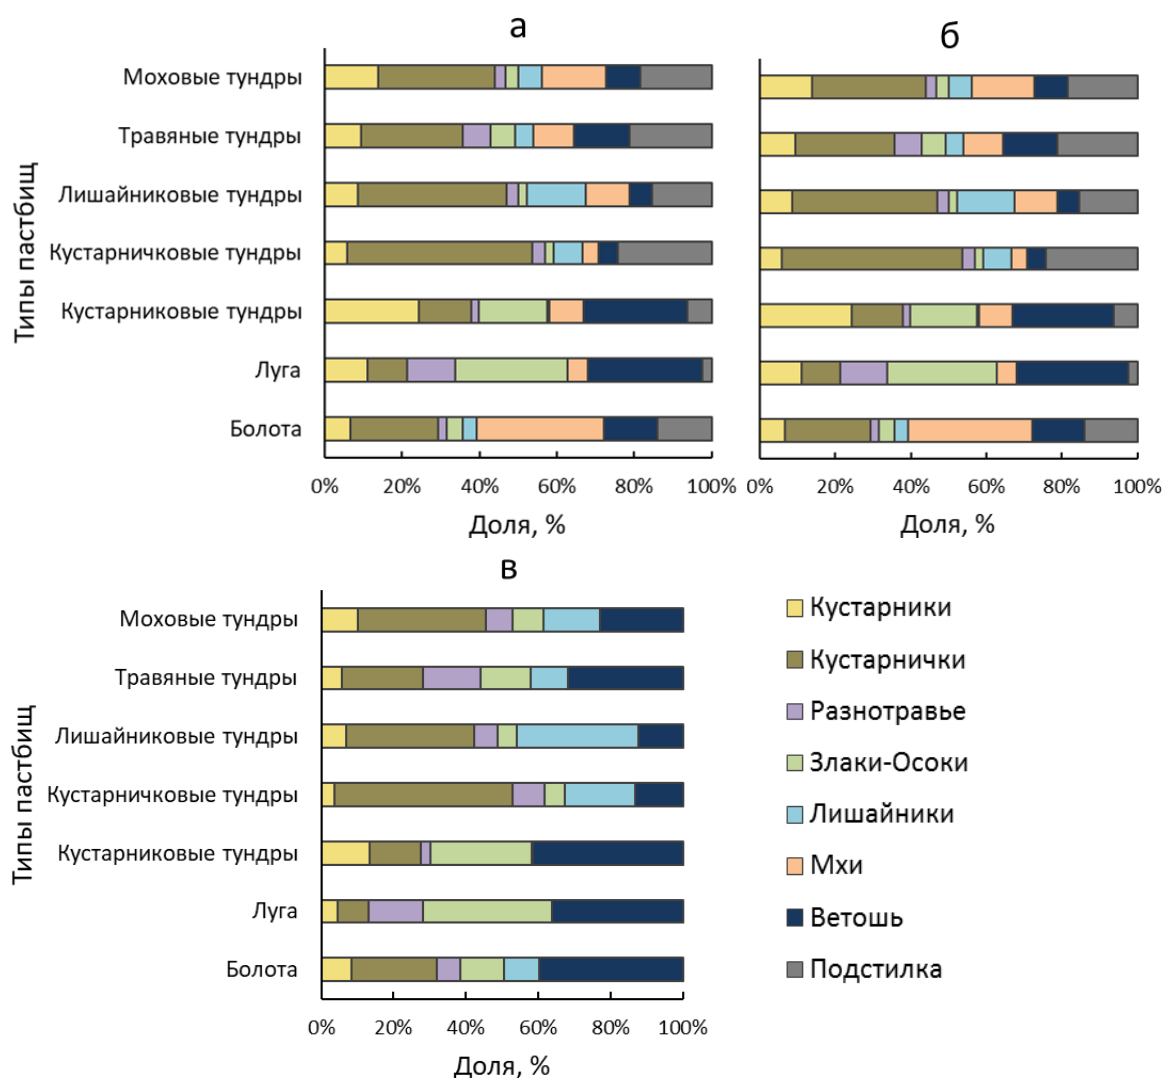 а
Типы пастбищ
Моховые тундры
Травяные тундры
Лишайниковые тундры
Кустарничковые тундры
Кустарниковые тундры
Луга
Болота
0% 20% 40% 60% 80% 100%
Доля, %
б
0% 20% 40% 60% 80% 100%
Доля, %
в
Типы пастбищ
Моховые тундры
Травяные тундры
Лишайниковые тундры
Кустарничковые тундры
Кустарниковые тундры
Луга
Болота
0% 20% 40% 60% 80% 100%
Доля, %
Кустарники
Кустарнички
Разнотравье
Злаки-Осоки
Лишайники
Мхи
Ветошь
Подстилка